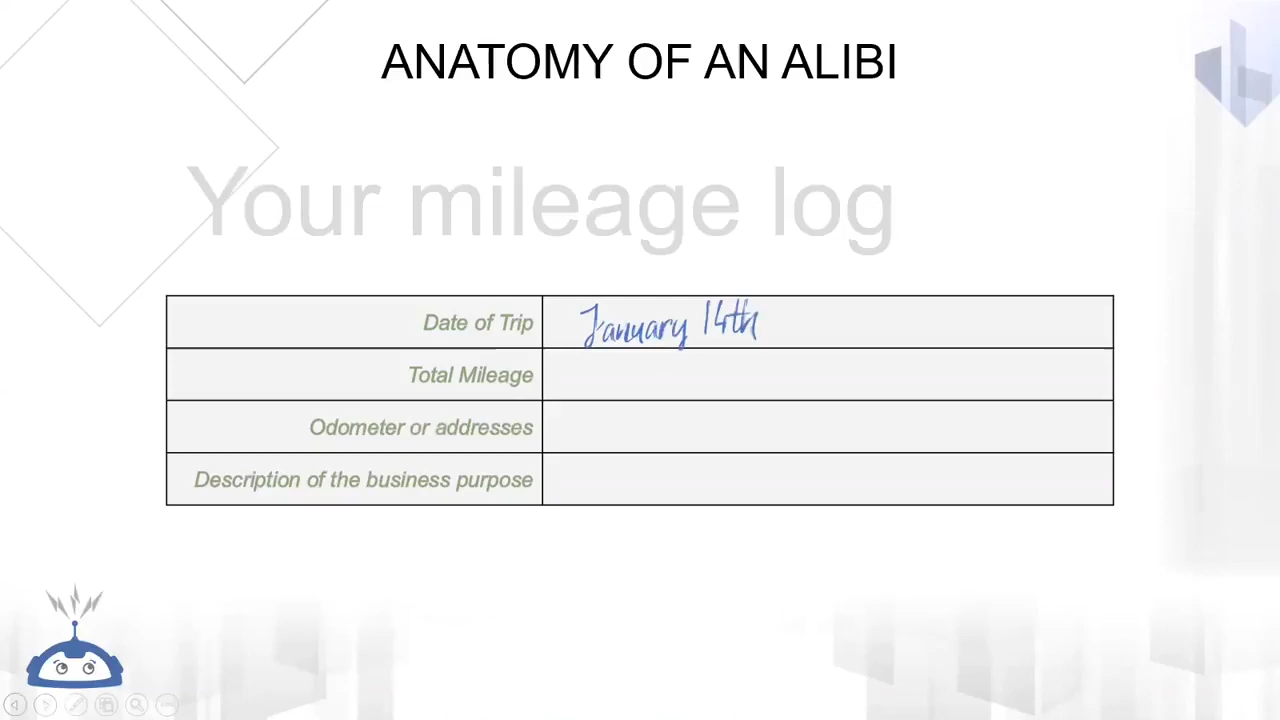 ANATOMY OF AN ALIBI
Your mileage log
Date of Trip January 14th
Total Mileage
Odometer or addresses
Description of the business purpose